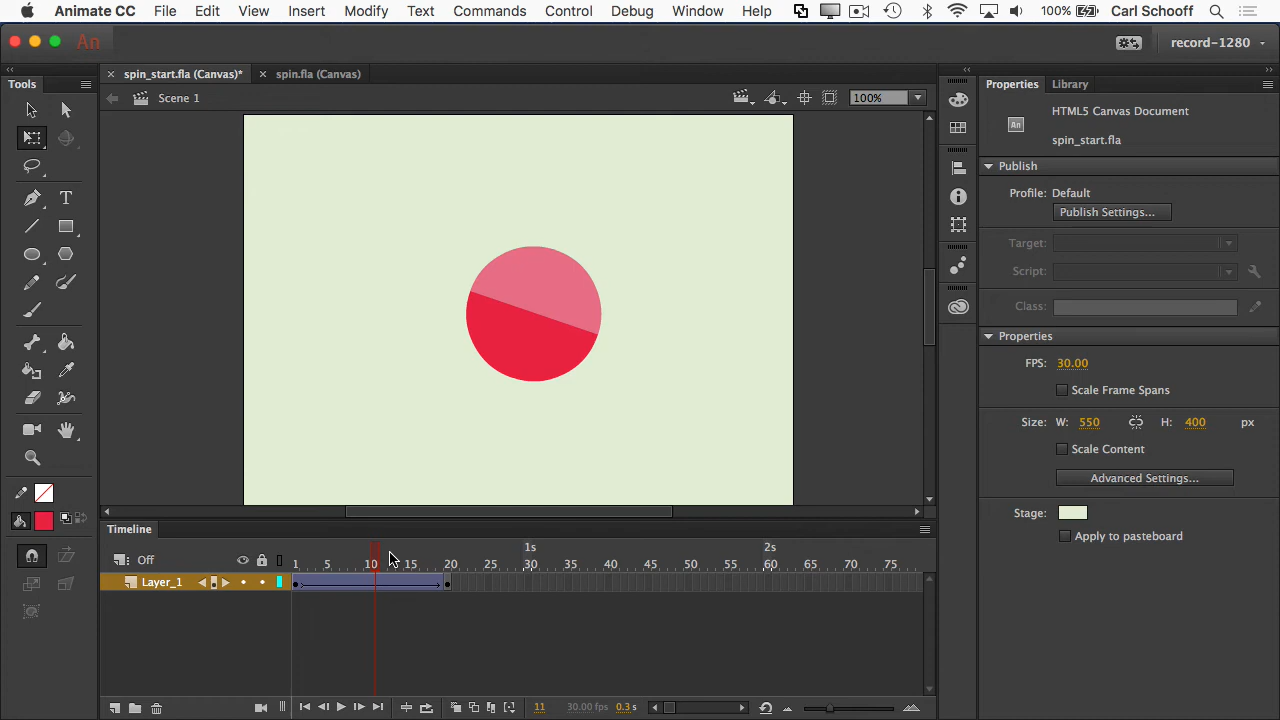 Animate CC File Edit View Insert Modify Text Commands Control Debug Window Help 100% Carl Schooff
An record-1280
Tools
spin_start.fla (Canvas)* spin.fla (Canvas)
Scene 1 100%
Properties Library
HTML5 Canvas Document
An
spin_start.fla
Publish
Profile: Default
Publish Settings...
Target:
Script:
Class:
Properties
FPS: 30.00
Scale Frame Spans
Size: W: 550 H: 400 px
Scale Content
Advanced Settings...
Stage:
Apply to pasteboard
Timeline
1s 2s
Off 1 5 10 15 20 25 30 35 40 45 50 55 60 65 70 75
Layer_1
11 30.00 fps 0.3 s